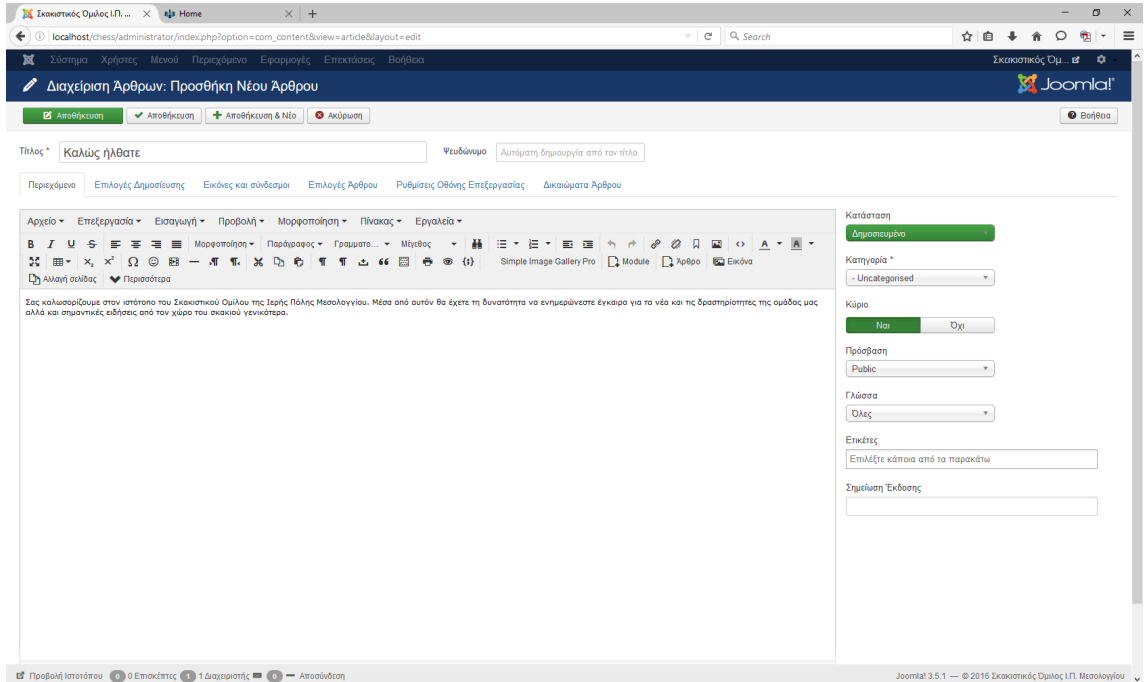 Σκακιστικός Όμιλος Ι.Π. ... Home
localhost/chess/administrator/index.php?option=com_content&view=article&layout=edit Search
Σύστημα Χρήστες Μενού Περιεχόμενο Εφαρμογές Επεκτάσεις Βοήθεια Σκακιστικός Όμ...
Διαχείριση Άρθρων: Προσθήκη Νέου Άρθρου Joomla!
Αποθήκευση Αποθήκευση Αποθήκευση & Νέο Ακύρωση Βοήθεια
Τίτλος * Καλώς ήλθατε Ψευδώνυμο Αυτόματη δημιουργία από τον τίτλο
Περιεχόμενο Επιλογές Δημοσίευσης Εικόνες και σύνδεσμοι Επιλογές Άρθρου Ρυθμίσεις Οθόνης Επεξεργασίας Δικαιώματα Άρθρου
Αρχείο Επεξεργασία Εισαγωγή Προβολή Μορφοποίηση Πίνακας Εργαλεία
B I U S Μορφοποίηση Παράγραφος Γραμματο... Μέγεθος
Simple Image Gallery Pro Module Άρθρο Εικόνα
Αλλαγή σελίδας Περισσότερα
Σας καλωσορίζουμε στον ιστότοπο του Σκακιστικού Ομίλου της Ιερής Πόλης Μεσολογγίου. Μέσα από αυτόν θα έχετε τη δυνατότητα να ενημερώνεστε έγκαιρα για τα νέα και τις δραστηριότητες της ομάδας μας
αλλά και σημαντικές ειδήσεις από τον χώρο του σκακιού γενικότερα.
Κατάσταση
Δημοσιευμένο
Κατηγορία *
- Uncategorised
Κύριο
Ναι Όχι
Πρόσβαση
Public
Γλώσσα
Όλες
Ετικέτες
Επιλέξτε κάποια από τα παρακάτω
Σημείωση Έκδοσης
Προβολή Ιστοτόπου 0 0 Επισκέπτες 1 1 Διαχειριστής 0 Αποσύνδεση Joomla! 3.5.1 — © 2016 Σκακιστικός Όμιλος Ι.Π. Μεσολογγίου